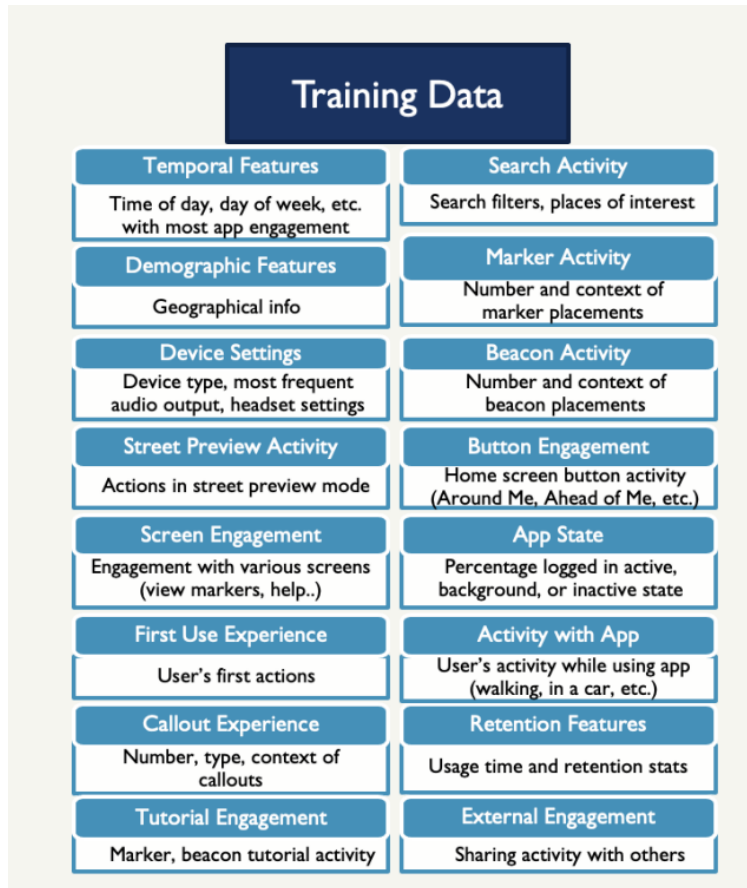 Training Data
Temporal Features
Time of day, day of week, etc.
with most app engagement
Demographic Features
Geographical info
Device Settings
Device type, most frequent
audio output, headset settings
Street Preview Activity
Actions in street preview mode
Screen Engagement
Engagement with various screens
(view markers, help..)
First Use Experience
User's first actions
Callout Experience
Number, type, context of
callouts
Tutorial Engagement
Marker, beacon tutorial activity
Search Activity
Search filters, places of interest
Marker Activity
Number and context of
marker placements
Beacon Activity
Number and context of
beacon placements
Button Engagement
Home screen button activity
(Around Me, Ahead of Me, etc.)
App State
Percentage logged in active,
background, or inactive state
Activity with App
User's activity while using app
(walking, in a car, etc.)
Retention Features
Usage time and retention stats
External Engagement
Sharing activity with others